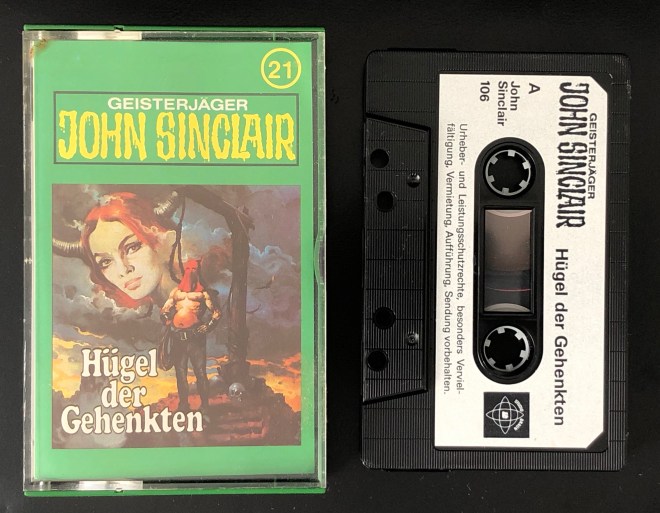 21
GEISTERJÄGER
JOHN SINCLAIR
Hügel
der
Gehenkten
GEISTERJÄGER
JOHN SINCLAIR
Hügel der Gehenkten
A
John
Sinclair
106
Urheber- und Leistungsschutzrechte, besonders Verviel-
fältigung, Vermietung, Aufführung, Sendung vorbehalten.